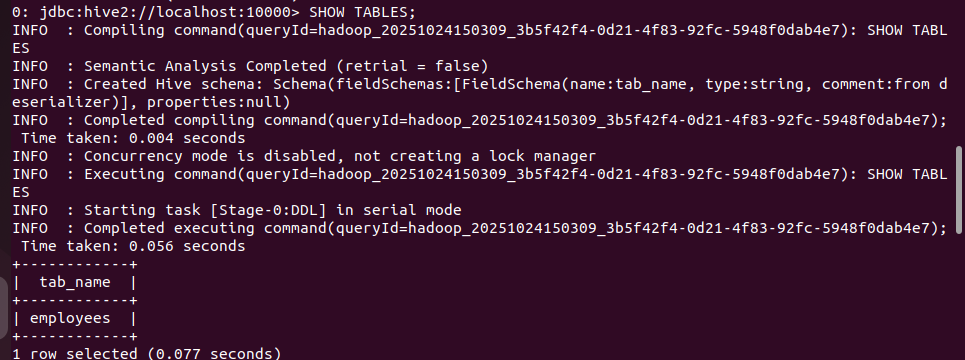 0: jdbc:hive2://localhost:10000> SHOW TABLES;
INFO  : Compiling command(queryId=hadoop_20251024150309_3b5f42f4-0d21-4f83-92fc-5948f0dab4e7): SHOW TABL
ES
INFO  : Semantic Analysis Completed (retrial = false)
INFO  : Created Hive schema: Schema(fieldSchemas:[FieldSchema(name:tab_name, type:string, comment:from d
eserializer)], properties:null)
INFO  : Completed compiling command(queryId=hadoop_20251024150309_3b5f42f4-0d21-4f83-92fc-5948f0dab4e7);
 Time taken: 0.004 seconds
INFO  : Concurrency mode is disabled, not creating a lock manager
INFO  : Executing command(queryId=hadoop_20251024150309_3b5f42f4-0d21-4f83-92fc-5948f0dab4e7): SHOW TABL
ES
INFO  : Starting task [Stage-0:DDL] in serial mode
INFO  : Completed executing command(queryId=hadoop_20251024150309_3b5f42f4-0d21-4f83-92fc-5948f0dab4e7);
 Time taken: 0.056 seconds
+------------+
|  tab_name  |
+------------+
| employees  |
+------------+
1 row selected (0.077 seconds)